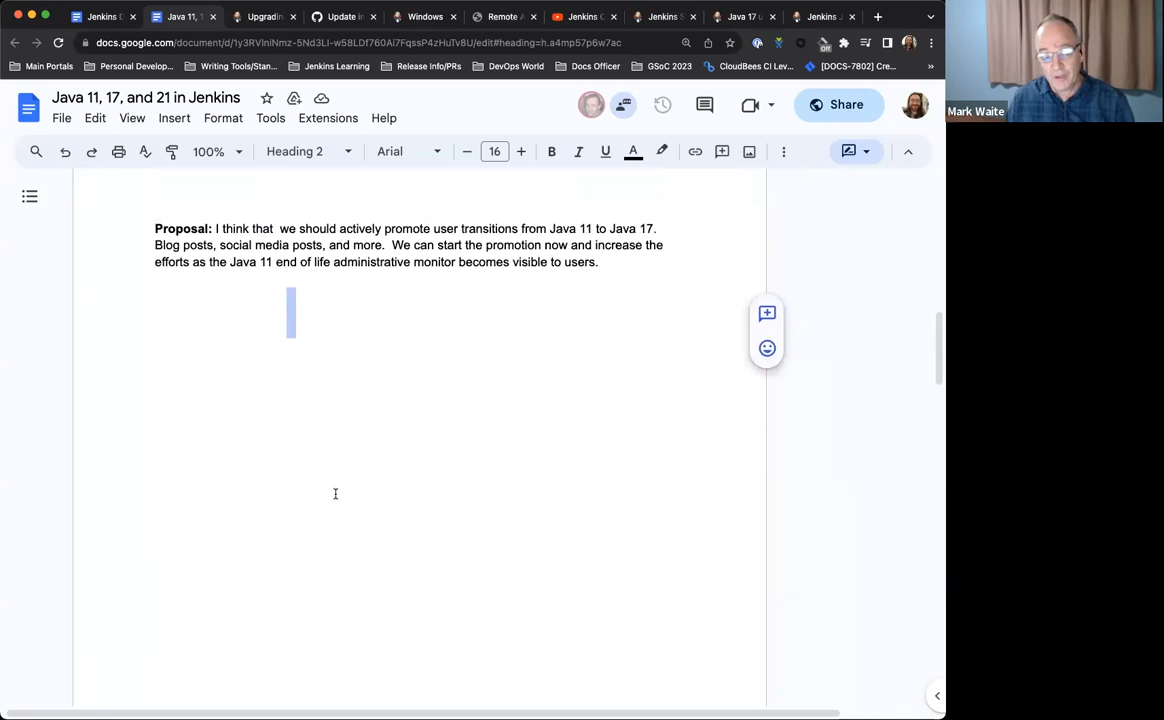 Jenkins D
Java 11, 1
Upgradin
Update in
Windows
Remote A
Jenkins C
Jenkins S
Java 17 u
Jenkins J
docs.google.com/document/d/1y3RVIniNmz-5Nd3LI-w58LDf760Ai7FqssP4zHuTv8U/edit#heading=h.a4mp57p6w7ac
Off
Main Portals
Personal Develop...
Writing Tools/Stan...
Jenkins Learning
Release Info/PRs
DevOps World
Docs Officer
GSoC 2023
CloudBees CI Lev...
[DOCS-7802] Cre...
»
Java 11, 17, and 21 in Jenkins
File Edit View Insert Format Tools Extensions Help
Share
100%
Heading 2
Arial
16
B I U A
Proposal: I think that  we should actively promote user transitions from Java 11 to Java 17.
Blog posts, social media posts, and more.  We can start the promotion now and increase the
efforts as the Java 11 end of life administrative monitor becomes visible to users.
Mark Waite